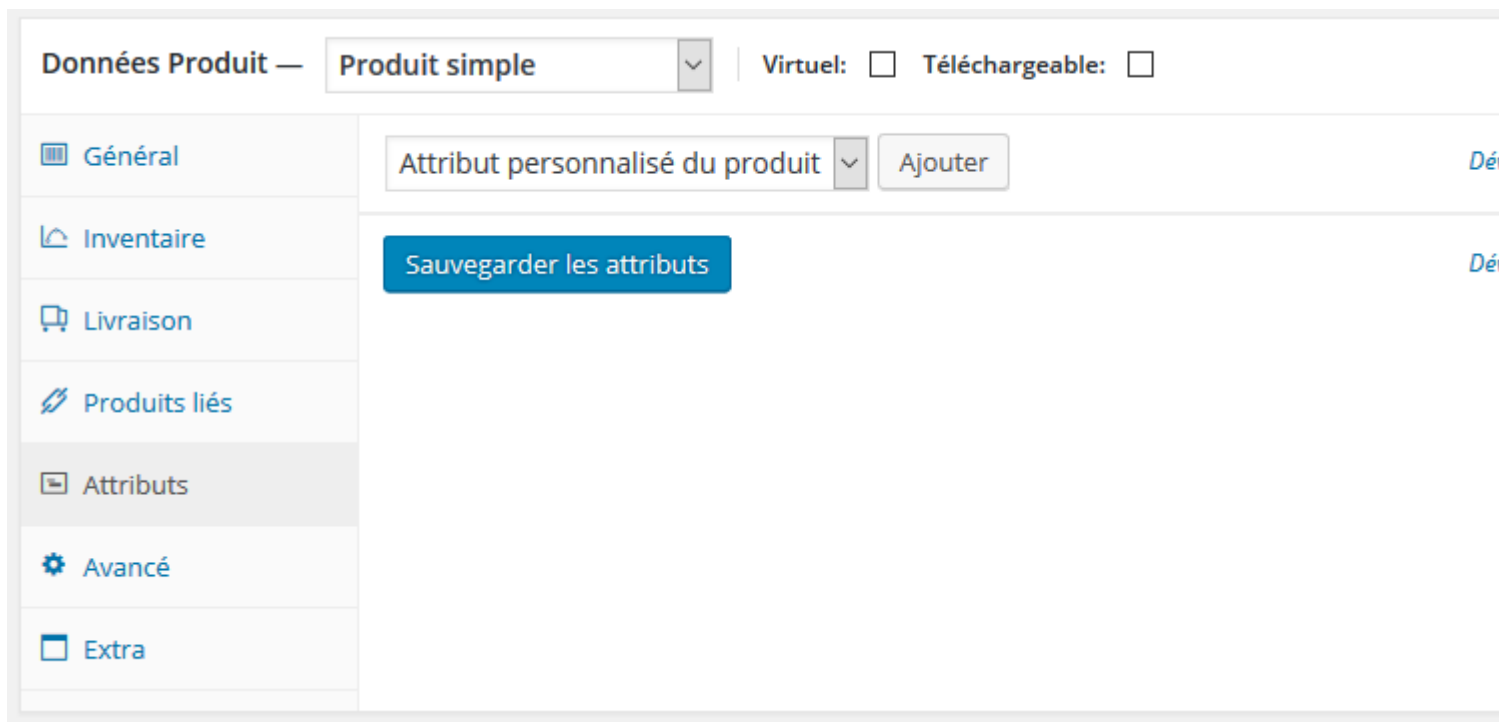 Données Produit — Produit simple Virtuel: Téléchargeable:
Général
Attribut personnalisé du produit Ajouter
Inventaire
Sauvegarder les attributs
Livraison
Produits liés
Attributs
Avancé
Extra